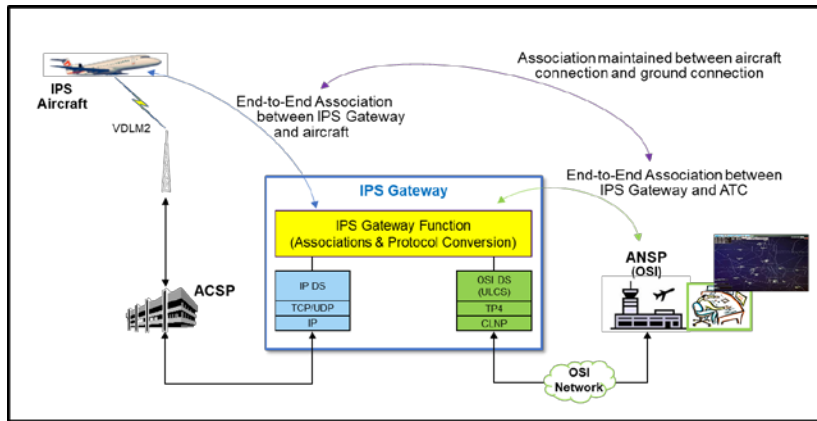 IPS
Aircraft
VDLM2
End-to-End Association
between IPS Gateway
and aircraft
Association maintained between aircraft
connection and ground connection
End-to-End Association between
IPS Gateway and ATC
IPS Gateway
IPS Gateway Function
(Associations & Protocol Conversion)
IP DS
TCP/UDP
IP
OSI DS
(ULCS)
TP4
CLNP
ACSP
ANSP
(OSI)
OSI
Network